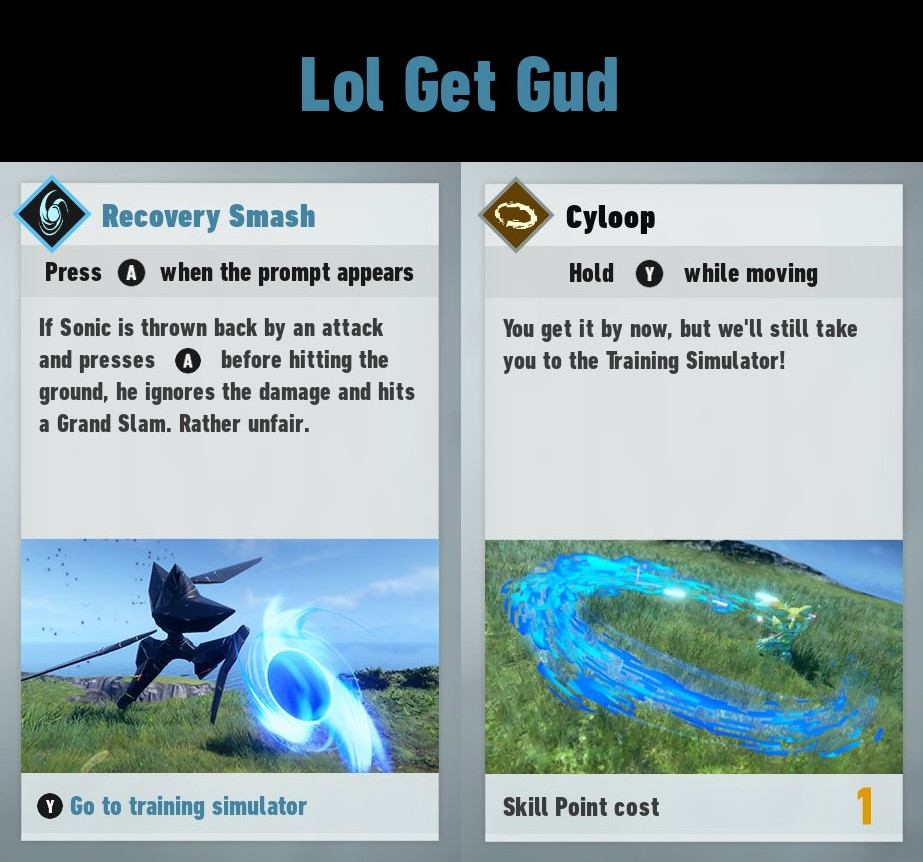 Lol Get Gud
Recovery Smash
Press A when the prompt appears
If Sonic is thrown back by an attack
and presses A before hitting the
ground, he ignores the damage and hits
a Grand Slam. Rather unfair.
Y Go to training simulator
Cyloop
Hold Y while moving
You get it by now, but we'll still take
you to the Training Simulator!
Skill Point cost 1